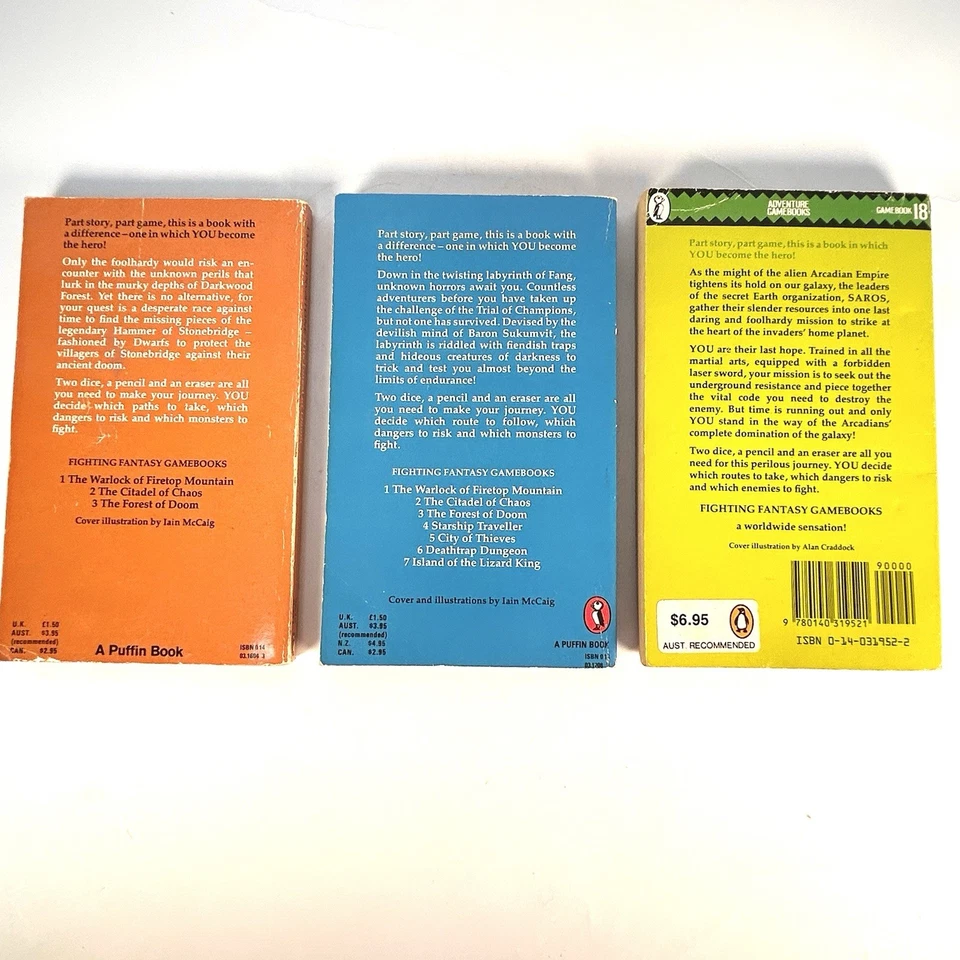 Part story, part game, this is a book with
a difference – one in which YOU become
the hero!
Only the foolhardy would risk an en-
counter with the unknown perils that
lurk in the murky depths of Darkwood
Forest. Yet there is no alternative, for
your quest is a desperate race against
time to find the missing pieces of the
legendary Hammer of Stonebridge –
fashioned by Dwarfs to protect the
villagers of Stonebridge against their
ancient doom.
Two dice, a pencil and an eraser are all
you need to make your journey. YOU
decide which paths to take, which
dangers to risk and which monsters to
fight.
FIGHTING FANTASY GAMEBOOKS
1 The Warlock of Firetop Mountain
2 The Citadel of Chaos
3 The Forest of Doom
Cover illustration by Iain McCaig
U.K. £1.50
AUST. $3.95
(recommended)
CAN. $2.95
A Puffin Book
ISBN 0 14
Part story, part game, this is a book with
a difference – one in which YOU become
the hero!
Down in the twisting labyrinth of Fang,
unknown horrors await you. Countless
adventurers before you have taken up
the challenge of the Trial of Champions,
but not one has survived. Devised by the
devilish mind of Baron Sukumvit, the
labyrinth is riddled with fiendish traps
and hideous creatures of darkness to
trick and test you almost beyond the
limits of endurance!
Two dice, a pencil and an eraser are all
you need to make your journey. YOU
decide which route to follow, which
dangers to risk and which monsters to
fight.
FIGHTING FANTASY GAMEBOOKS
1 The Warlock of Firetop Mountain
2 The Citadel of Chaos
3 The Forest of Doom
4 Starship Traveller
5 City of Thieves
6 Deathtrap Dungeon
7 Island of the Lizard King
Cover and illustrations by Iain McCaig
U.K. £1.50
AUST. $3.95
(recommended)
N.Z. $4.95
CAN. $2.95
A PUFFIN BOOK
ISBN
ADVENTURE
GAMEBOOKS
GAMEBOOK 18
Part story, part game, this is a book in which
YOU become the hero!
As the might of the alien Arcadian Empire
tightens its hold on our galaxy, the leaders
of the secret Earth organization, SAROS,
gather their slender resources into one last
daring and foolhardy mission to strike at
the heart of the invaders' home planet.
YOU are their last hope. Trained in all the
martial arts, equipped with a forbidden
laser sword, your mission is to seek out the
underground resistance and piece together
the vital code you need to destroy the
enemy. But time is running out and only
YOU stand in the way of the Arcadians'
complete domination of the galaxy!
Two dice, a pencil and an eraser are all you
need for this perilous journey. YOU decide
which routes to take, which dangers to risk
and which enemies to fight.
FIGHTING FANTASY GAMEBOOKS
a worldwide sensation!
Cover illustration by Alan Craddock
90000
9 780140 319521
ISBN 0-14-031952-2
$6.95
AUST. RECOMMENDED